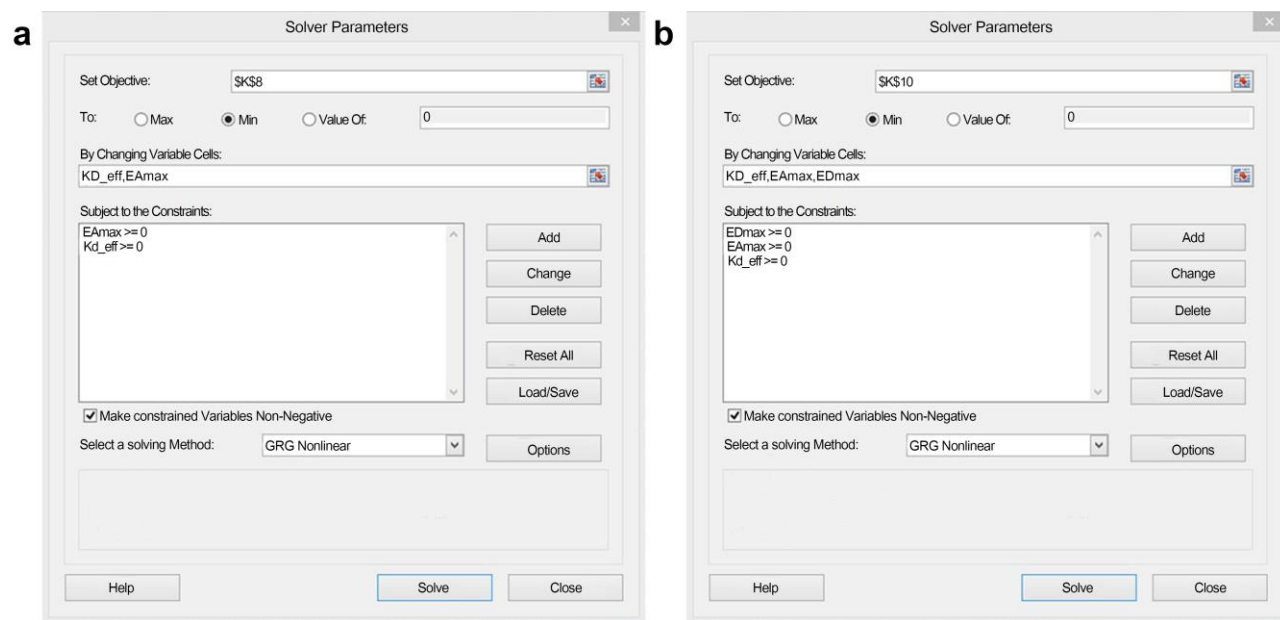 a
Solver Parameters
Set Objective: $K$8
To: Max Min Value Of: 0
By Changing Variable Cells:
KD_eff,EAmax
Subject to the Constraints:
EAmax >= 0
Kd_eff >= 0
Add
Change
Delete
Reset All
Load/Save
Make constrained Variables Non-Negative
Select a solving Method: GRG Nonlinear Options
Help Solve Close
b
Solver Parameters
Set Objective: $K$10
To: Max Min Value Of: 0
By Changing Variable Cells:
KD_eff,EAmax,EDmax
Subject to the Constraints:
EDmax >= 0
EAmax >= 0
Kd_eff >= 0
Add
Change
Delete
Reset All
Load/Save
Make constrained Variables Non-Negative
Select a solving Method: GRG Nonlinear Options
Help Solve Close